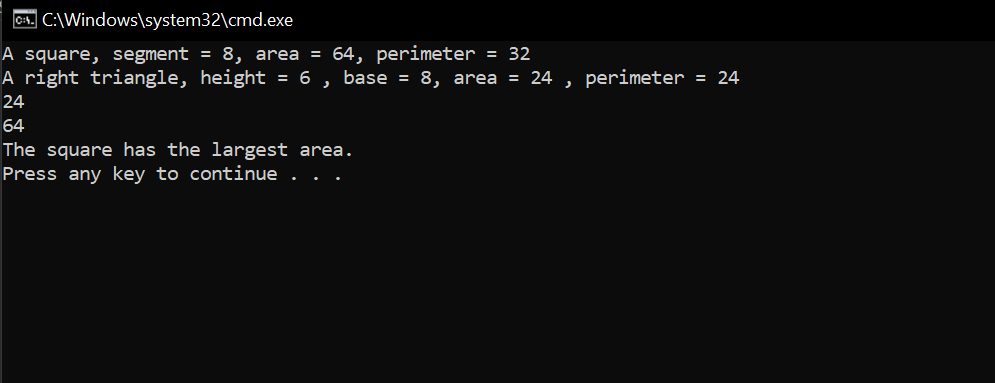 C:\Windows\system32\cmd.exe
A square, segment = 8, area = 64, perimeter = 32
A right triangle, height = 6 , base = 8, area = 24 , perimeter = 24
24
64
The square has the largest area.
Press any key to continue . . .